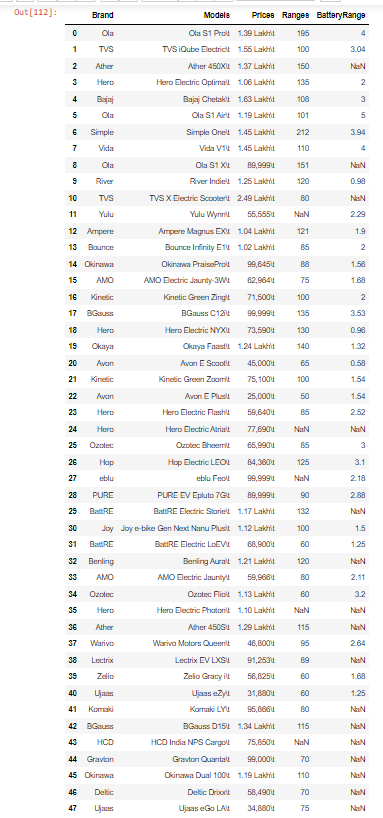 Out[112]:
Brand Models Prices Ranges BatteryRange
0 Ola Ola S1 Pro\t 1.39 Lakh\t 195 4
1 TVS TVS iQube Electric\t 1.55 Lakh\t 100 3.04
2 Ather Ather 450X\t 1.37 Lakh\t 150 NaN
3 Hero Hero Electric Optima\t 1.06 Lakh\t 135 2
4 Bajaj Bajaj Chetak\t 1.63 Lakh\t 108 3
5 Ola Ola S1 Air\t 1.19 Lakh\t 101 5
6 Simple Simple One\t 1.45 Lakh\t 212 3.94
7 Vida Vida V1\t 1.45 Lakh\t 110 4
8 Ola Ola S1 X\t 89,999\t 151 NaN
9 River River Indie\t 1.25 Lakh\t 120 0.98
10 TVS TVS X Electric Scooter\t 2.49 Lakh\t 80 NaN
11 Yulu Yulu Wynn\t 55,555\t NaN 2.29
12 Ampere Ampere Magnus EX\t 1.04 Lakh\t 121 1.9
13 Bounce Bounce Infinity E1\t 1.02 Lakh\t 85 2
14 Okinawa Okinawa PraisePro\t 99,645\t 88 1.56
15 AMO AMO Electric Jaunty-3W\t 62,964\t 75 1.68
16 Kinetic Kinetic Green Zing\t 71,500\t 100 2
17 BGauss BGauss C12i\t 99,999\t 135 3.53
18 Hero Hero Electric NYX\t 73,590\t 130 0.96
19 Okaya Okaya Faast\t 1.24 Lakh\t 140 1.32
20 Avon Avon E Scoot\t 45,000\t 65 0.58
21 Kinetic Kinetic Green Zoom\t 75,100\t 100 1.54
22 Avon Avon E Plus\t 25,000\t 50 1.54
23 Hero Hero Electric Flash\t 59,640\t 85 2.52
24 Hero Hero Electric Atria\t 77,690\t NaN NaN
25 Ozotec Ozotec Bheem\t 65,990\t 85 3
26 Hop Hop Electric LEO\t 84,360\t 125 3.1
27 eblu eblu Feo\t 99,999\t NaN 2.18
28 PURE PURE EV Epluto 7G\t 89,999\t 90 2.88
29 BattRE BattRE Electric Storie\t 1.17 Lakh\t 132 NaN
30 Joy Joy e-bike Gen Next Nanu Plus\t 1.12 Lakh\t 100 1.5
31 BattRE BattRE Electric LoEV\t 68,900\t 60 1.25
32 Benling Benling Aura\t 1.21 Lakh\t 120 NaN
33 AMO AMO Electric Jaunty\t 59,966\t 80 2.11
34 Ozotec Ozotec Flio\t 1.13 Lakh\t 60 3.2
35 Hero Hero Electric Photon\t 1.10 Lakh\t NaN NaN
36 Ather Ather 450S\t 1.29 Lakh\t 115 NaN
37 Warivo Warivo Motors Queen\t 46,800\t 95 2.64
38 Lectrix Lectrix EV LXS\t 91,253\t 89 NaN
39 Zelio Zelio Gracy i\t 56,825\t 60 1.68
40 Ujaas Ujaas eZy\t 31,880\t 60 1.25
41 Komaki Komaki LY\t 95,866\t 80 NaN
42 BGauss BGauss D15\t 1.34 Lakh\t 115 NaN
43 HCD HCD India NPS Cargo\t 75,850\t NaN NaN
44 Gravton Gravton Quanta\t 99,000\t 70 NaN
45 Okinawa Okinawa Dual 100\t 1.19 Lakh\t 110 NaN
46 Deltic Deltic Drixx\t 58,490\t 70 NaN
47 Ujaas Ujaas eGo LA\t 34,880\t 75 NaN